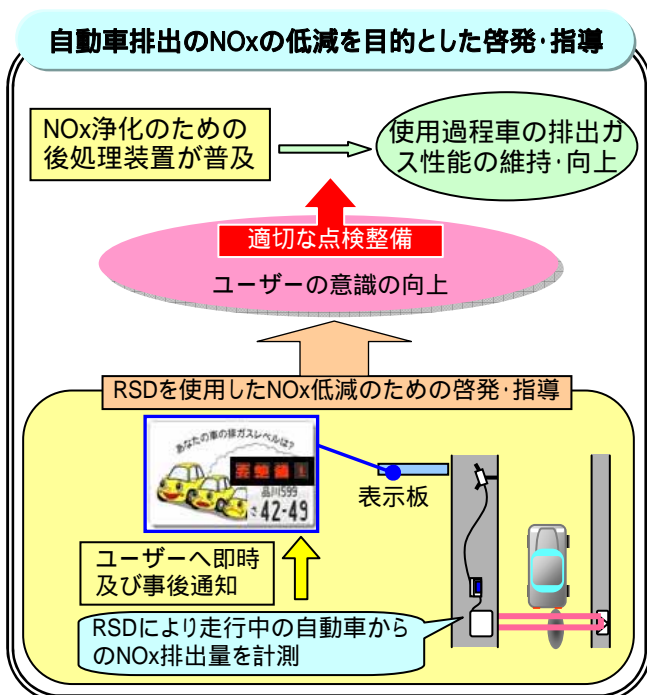 自動車排出のNOxの低減を目的とした啓発･指導
NOx浄化のための
後処理装置が普及
使用過程車の排出ガ
ス性能の維持･向上
適切な点検整備
ユーザーの意識の向上
RSDを使用したNOx低減のための啓発･指導
あなたの車の排ガスレベルは?
品川599
さ 42-49
表示板
ユーザーへ即時
及び事後通知
RSDにより走行中の自動車から
のNOx排出量を計測